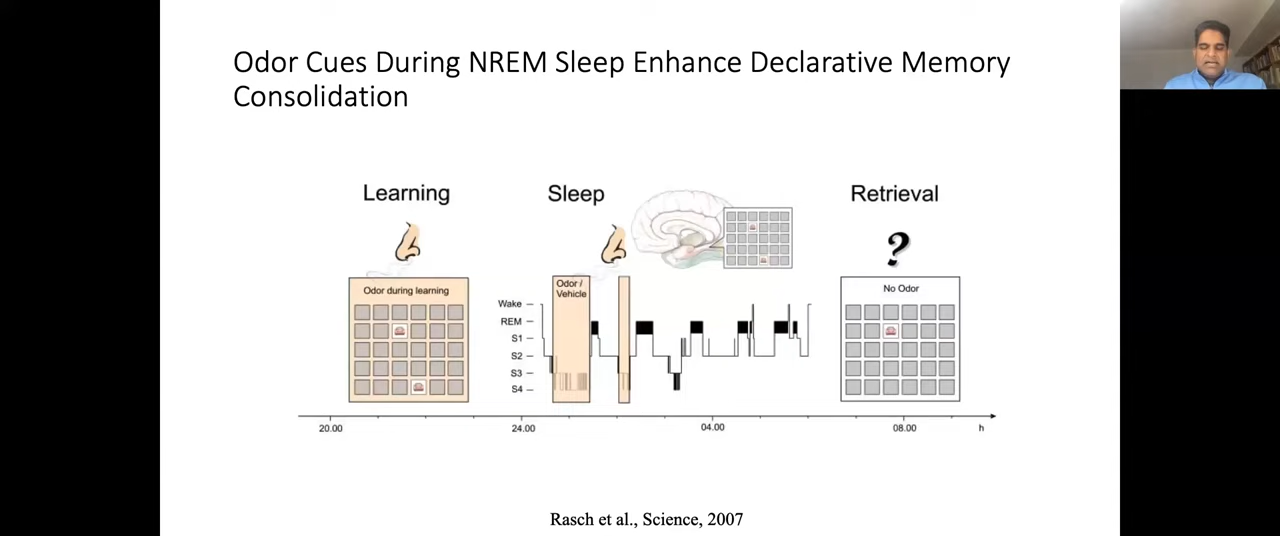 Odor Cues During NREM Sleep Enhance Declarative Memory
Consolidation
Learning
Sleep
Retrieval
?
Odor during learning
Odor /
Vehicle
No Odor
Wake
REM
S1
S2
S3
S4
20.00
24.00
04.00
08.00
h
Rasch et al., Science, 2007